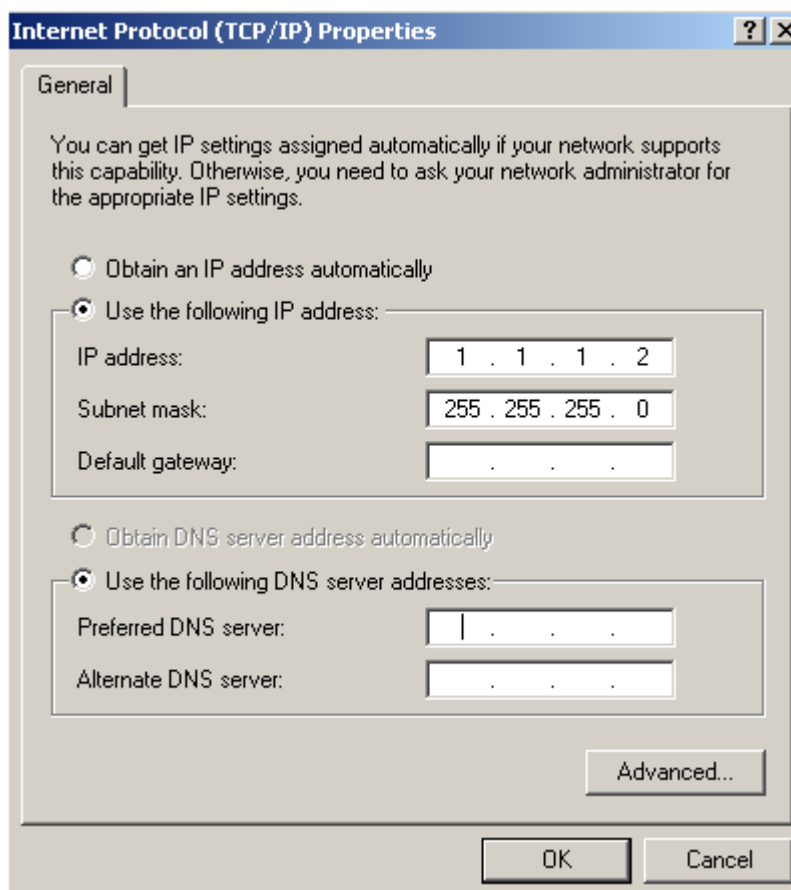 Internet Protocol (TCP/IP) Properties
General
You can get IP settings assigned automatically if your network supports
this capability. Otherwise, you need to ask your network administrator for
the appropriate IP settings.
Obtain an IP address automatically
Use the following IP address:
IP address: 1 . 1 . 1 . 2
Subnet mask: 255 . 255 . 255 . 0
Default gateway: . . .
Obtain DNS server address automatically
Use the following DNS server addresses:
Preferred DNS server: . . .
Alternate DNS server: . . .
Advanced...
OK Cancel